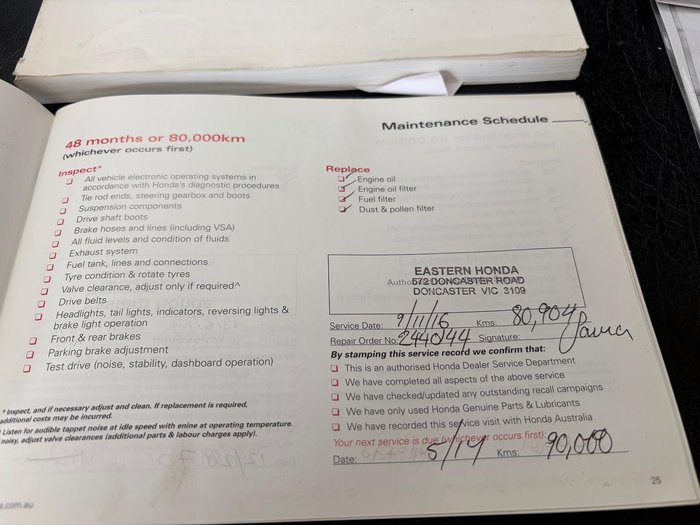 Maintenance Schedule
48 months or 80,000km
(whichever occurs first)
Inspect*
All vehicle electronic operating systems in
accordance with Honda's diagnostic procedures
Tie rod ends, steering gearbox and boots
Suspension components
Drive shaft boots
Brake hoses and lines (including VSA)
All fluid levels and condition of fluids
Exhaust system
Fuel tank, lines and connections
Tyre condition & rotate tyres
Valve clearance, adjust only if required^
Drive belts
Headlights, tail lights, indicators, reversing lights &
brake light operation
Front & rear brakes
Parking brake adjustment
Test drive (noise, stability, dashboard operation)
* Inspect, and if necessary adjust and clean. If replacement is required,
additional costs may be incurred.
Listen for audible tappet noise at idle speed with enine at operating temperature.
noisy, adjust valve clearances (additional parts & labour charges apply).
e.com.au
Replace
Engine oil
Engine oil filter
Fuel filter
Dust & pollen filter
EASTERN HONDA
572 DONCASTER ROAD
DONCASTER VIC 3109
Service Date: 9/11/16 Kms: 80,904
Repair Order No: 244044 Signature:
By stamping this service record we confirm that:
This is an authorised Honda Dealer Service Department
We have completed all aspects of the above service
We have checked/updated any outstanding recall campaigns
We have only used Honda Genuine Parts & Lubricants
We have recorded this service visit with Honda Australia
Your next service is due (whichever occurs first):
Date: 5/17 Kms: 90,000
25